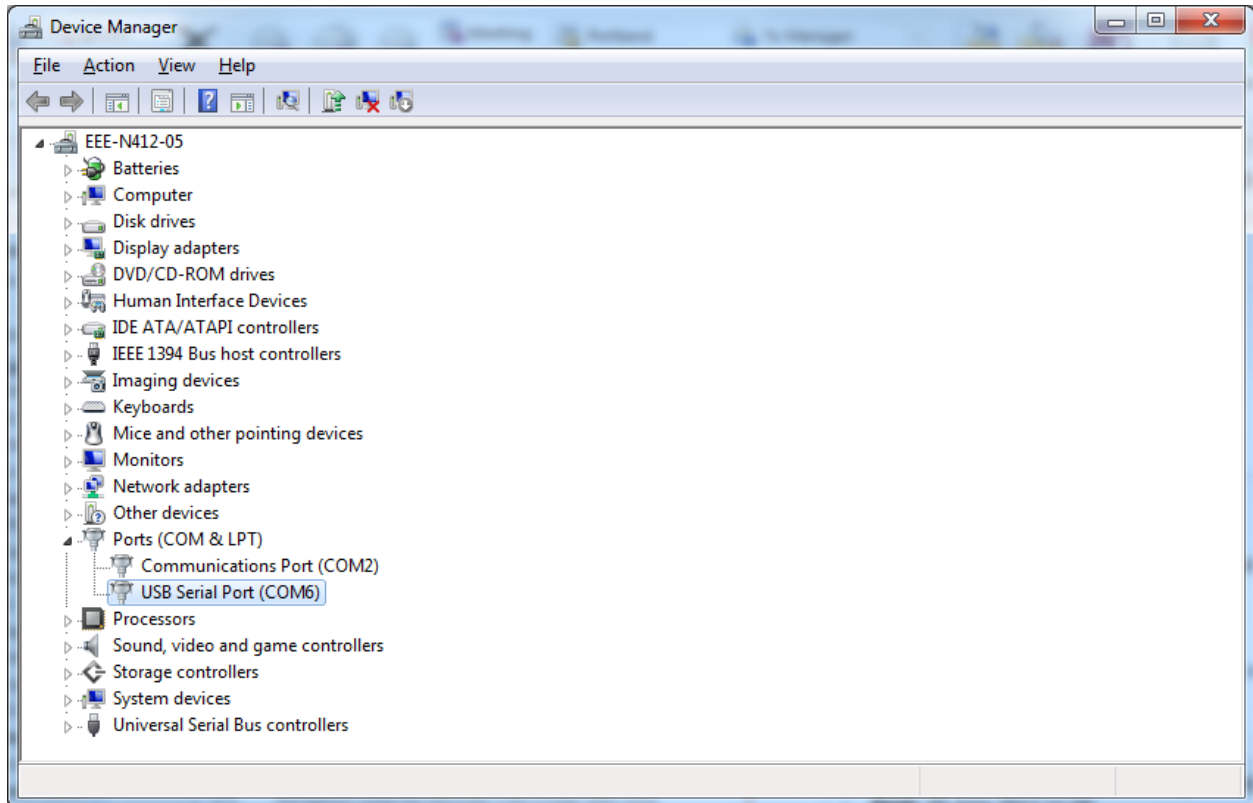 Device Manager
File Action View Help
EEE-N412-05
Batteries
Computer
Disk drives
Display adapters
DVD/CD-ROM drives
Human Interface Devices
IDE ATA/ATAPI controllers
IEEE 1394 Bus host controllers
Imaging devices
Keyboards
Mice and other pointing devices
Monitors
Network adapters
Other devices
Ports (COM & LPT)
Communications Port (COM2)
USB Serial Port (COM6)
Processors
Sound, video and game controllers
Storage controllers
System devices
Universal Serial Bus controllers